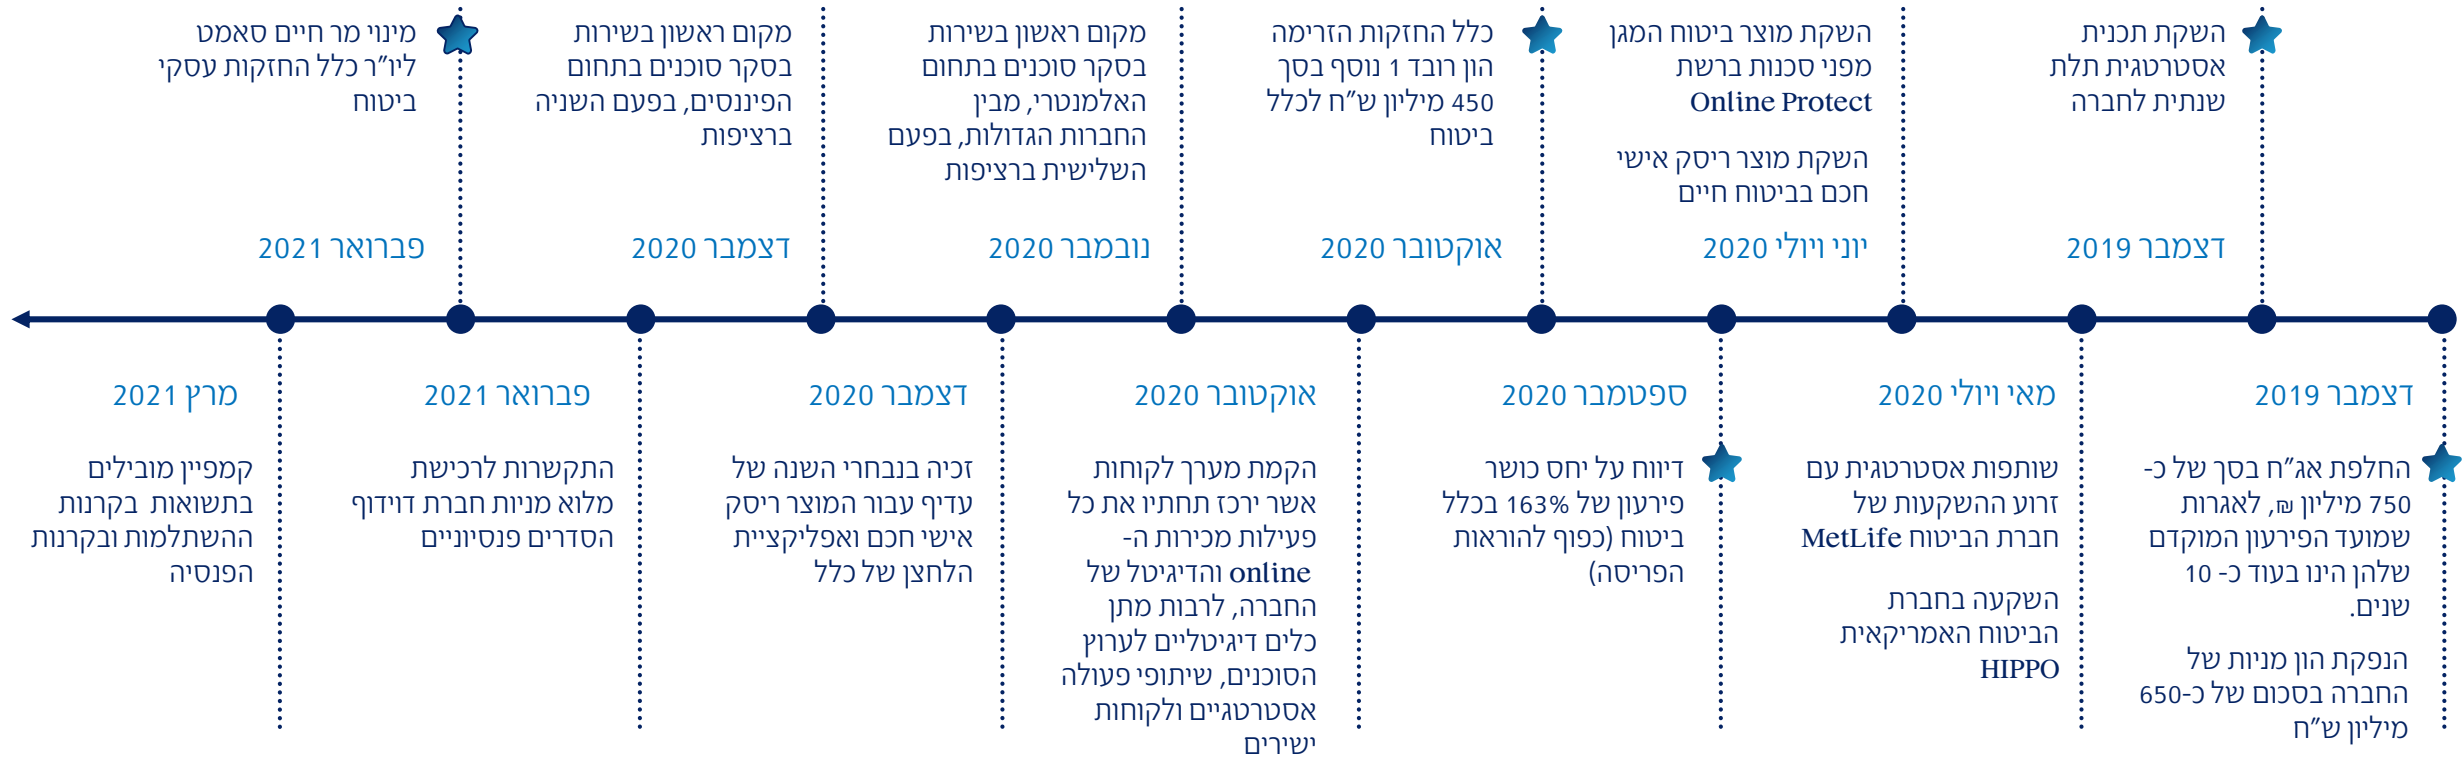 השקת תכנית
אסטרטגית תלת
שנתית לחברה
דצמבר 2019
השקת מוצר ביטוח המגן
מפני סכנות ברשת
Online Protect
השקת מוצר ריסק אישי
חכם בביטוח חיים
יוני ויולי 2020
כלל החזקות הזרימה
הון רובד 1 נוסף בסך
450 מיליון ש״ח לכלל
ביטוח
אוקטובר 2020
מקום ראשון בשירות
בסקר סוכנים בתחום
האלמנטרי, מבין
החברות הגדולות, בפעם
השלישית ברציפות
נובמבר 2020
מקום ראשון בשירות
בסקר סוכנים בתחום
הפיננסים, בפעם השניה
ברציפות
דצמבר 2020
מינוי מר חיים סאמט
ליו״ר כלל החזקות עסקי
ביטוח
פברואר 2021
דצמבר 2019
החלפת אג״ח בסך של כ-
750 מיליון ₪, לאגרות
שמועד הפירעון המוקדם
שלהן הינו בעוד כ- 10
שנים.
הנפקת הון מניות של
החברה בסכום של כ-650
מיליון ש״ח
מאי ויולי 2020
שותפות אסטרטגית עם
זרוע ההשקעות של
חברת הביטוח MetLife
השקעה בחברת
הביטוח האמריקאית
HIPPO
ספטמבר 2020
דיווח על יחס כושר
פירעון של 163% בכלל
ביטוח (כפוף להוראות
הפריסה)
אוקטובר 2020
הקמת מערך לקוחות
אשר ירכז תחתיו את כל
פעילות מכירות ה-
online והדיגיטל של
החברה, לרבות מתן
כלים דיגיטליים לערוץ
הסוכנים, שיתופי פעולה
אסטרטגיים ולקוחות
ישירים
דצמבר 2020
זכיה בנבחרי השנה של
עדיף עבור המוצר ריסק
אישי חכם ואפליקציית
הלחצן של כלל
פברואר 2021
התקשרות לרכישת
מלוא מניות חברת דוידוף
הסדרים פנסיוניים
מרץ 2021
קמפיין מובילים
בתשואות בקרנות
ההשתלמות ובקרנות
הפנסיה